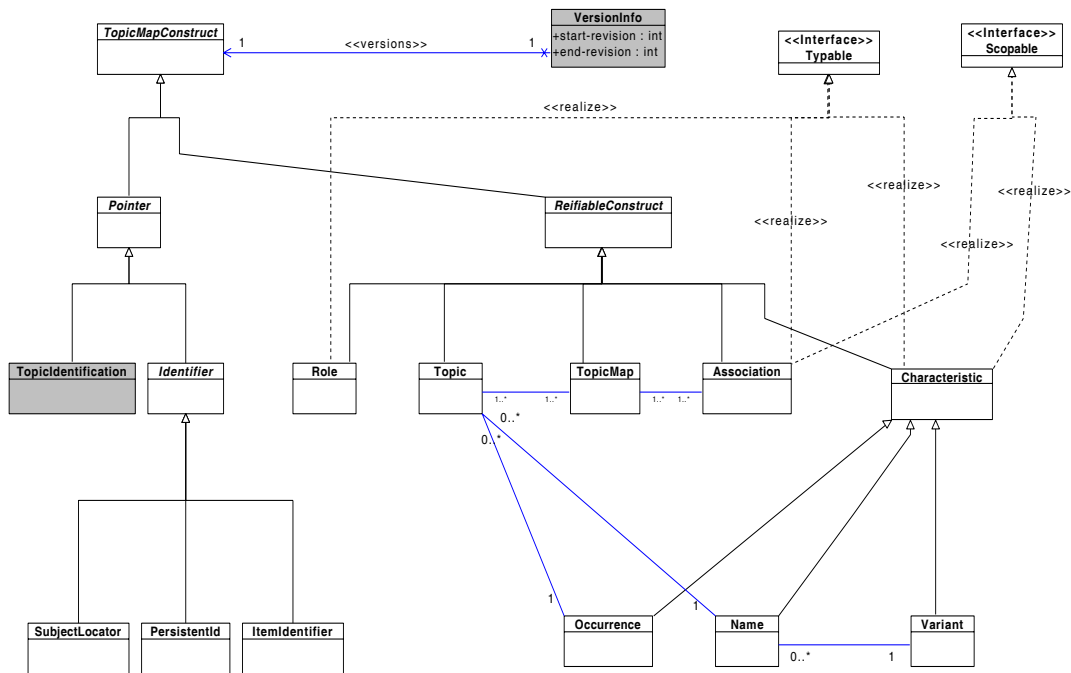 TopicMapConstruct
1
<<versions>>
1
VersionInfo
+start-revision : int
+end-revision : int
<<Interface>>
Typable
<<Interface>>
Scopable
<<realize>>
<<realize>>
<<realize>>
<<realize>>
<<realize>>
Pointer
ReifiableConstruct
TopicIdentification
Identifier
Role
Topic
TopicMap
Association
Characteristic
1..*
1..*
1..*
1..*
0..*
0..*
1
1
SubjectLocator
PersistentId
ItemIdentifier
Occurrence
Name
Variant
0..*
1